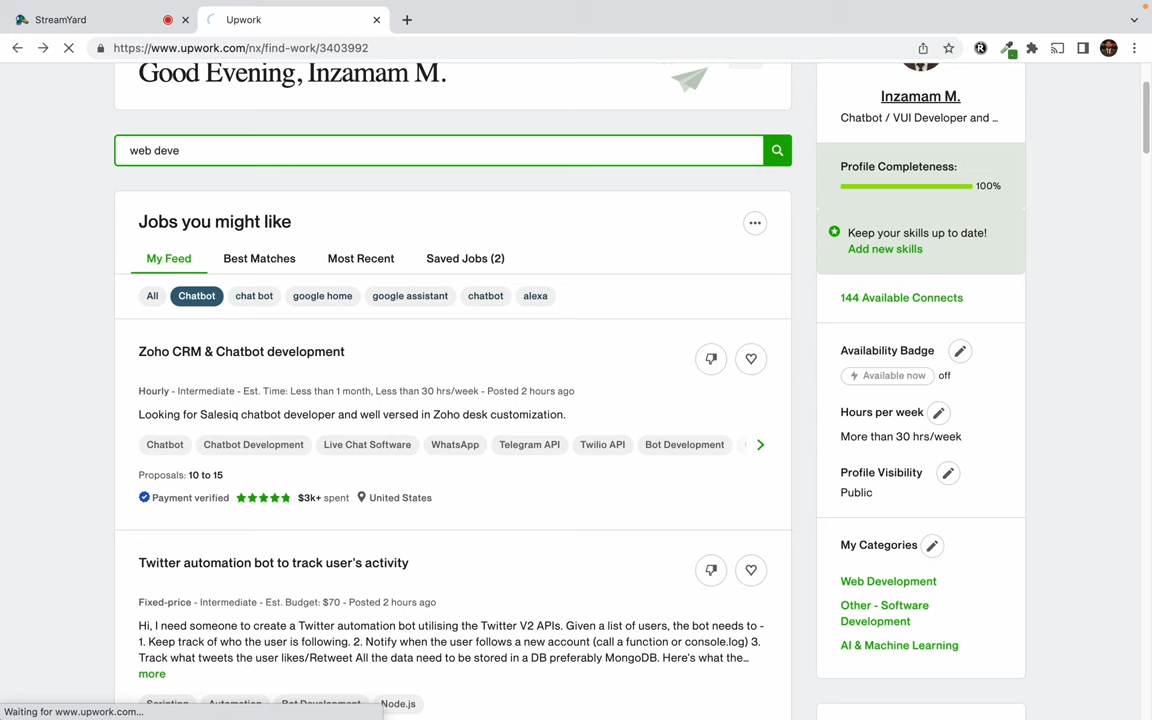 StreamYard
Upwork
https://www.upwork.com/nx/find-work/3403992
Good Evening, Inzamam M.
web deve
Jobs you might like
My Feed Best Matches Most Recent Saved Jobs (2)
All Chatbot chat bot google home google assistant chatbot alexa
Zoho CRM & Chatbot development
Hourly - Intermediate - Est. Time: Less than 1 month, Less than 30 hrs/week - Posted 2 hours ago
Looking for Salesiq chatbot developer and well versed in Zoho desk customization.
Chatbot Chatbot Development Live Chat Software WhatsApp Telegram API Twilio API Bot Development
Proposals: 10 to 15
Payment verified $3k+ spent United States
Twitter automation bot to track user's activity
Fixed-price - Intermediate - Est. Budget: $70 - Posted 2 hours ago
Hi, I need someone to create a Twitter automation bot utilising the Twitter V2 APIs. Given a list of users, the bot needs to -
1. Keep track of who the user is following. 2. Notify when the user follows a new account (call a function or console.log) 3.
Track what tweets the user likes/Retweet All the data need to be stored in a DB preferably MongoDB. Here's what the...
more
Scripting Automation Bot Development Node.js
Inzamam M.
Chatbot / VUI Developer and ...
Profile Completeness:
100%
Keep your skills up to date!
Add new skills
144 Available Connects
Availability Badge
Available now off
Hours per week
More than 30 hrs/week
Profile Visibility
Public
My Categories
Web Development
Other - Software
Development
AI & Machine Learning
Waiting for www.upwork.com...